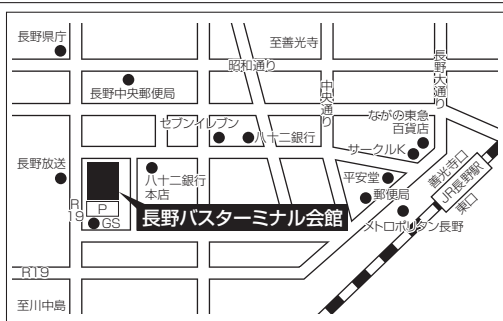 長野県庁
至善光寺
昭和通り
長野大通り
中央通り
長野中央郵便局
ながの東急
百貨店
セブンイレブン
八十二銀行
サークルK
長野放送
八十二銀行
本店
平安堂
善光寺口
JR長野駅
東口
郵便局
R
19
P
GS
長野バスターミナル会館
メトロポリタン長野
R19
至川中島